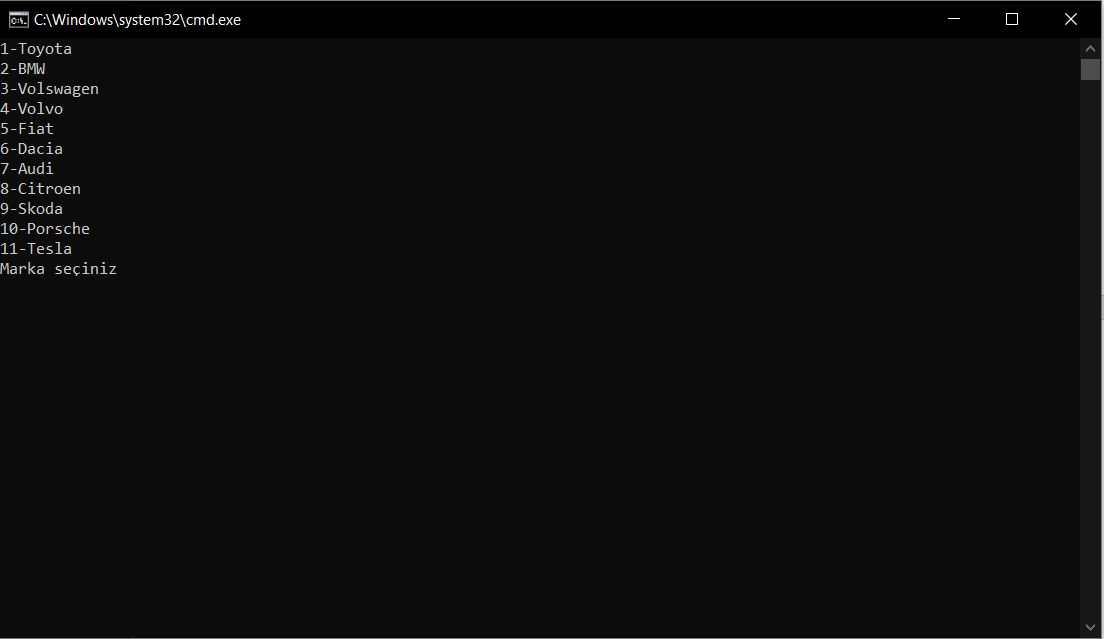 C:\Windows\system32\cmd.exe
1-Toyota
2-BMW
3-Volswagen
4-Volvo
5-Fiat
6-Dacia
7-Audi
8-Citroen
9-Skoda
10-Porsche
11-Tesla
Marka seçiniz